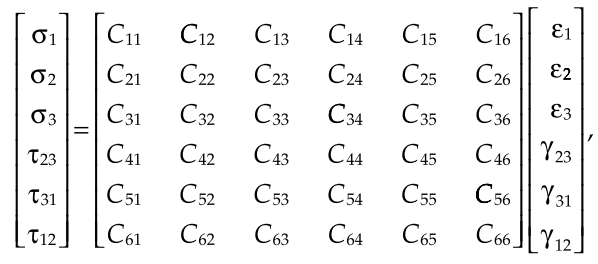 [σ1] = [C11 C12 C13 C14 C15 C16] [ε1]
[σ2] [C21 C22 C23 C24 C25 C26] [ε2]
[σ3] [C31 C32 C33 C34 C35 C36] [ε3]
[τ23] [C41 C42 C43 C44 C45 C46] [γ23]
[τ31] [C51 C52 C53 C54 C55 C56] [γ31]
[τ12] [C61 C62 C63 C64 C65 C66] [γ12],